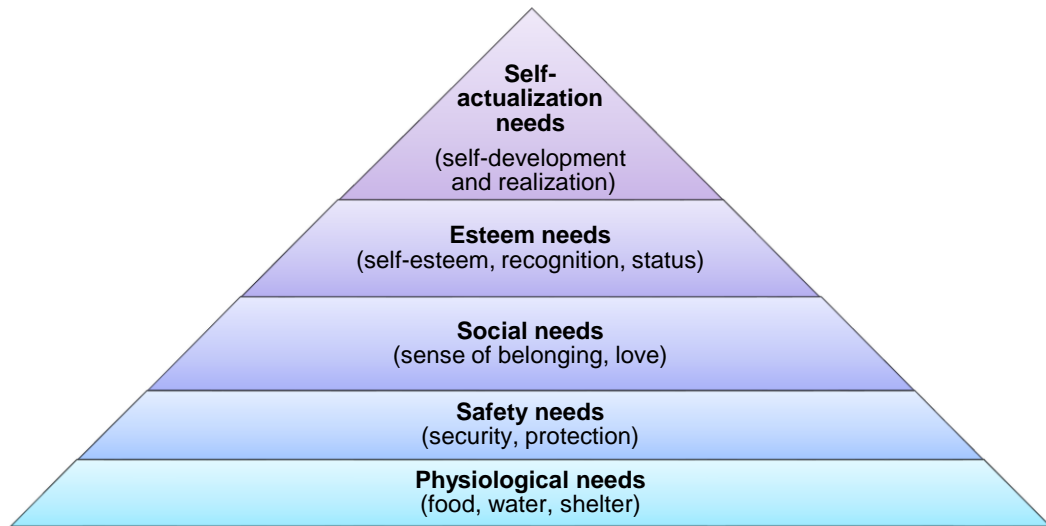 Self-
actualization
needs
(self-development
and realization)
Esteem needs
(self-esteem, recognition, status)
Social needs
(sense of belonging, love)
Safety needs
(security, protection)
Physiological needs
(food, water, shelter)